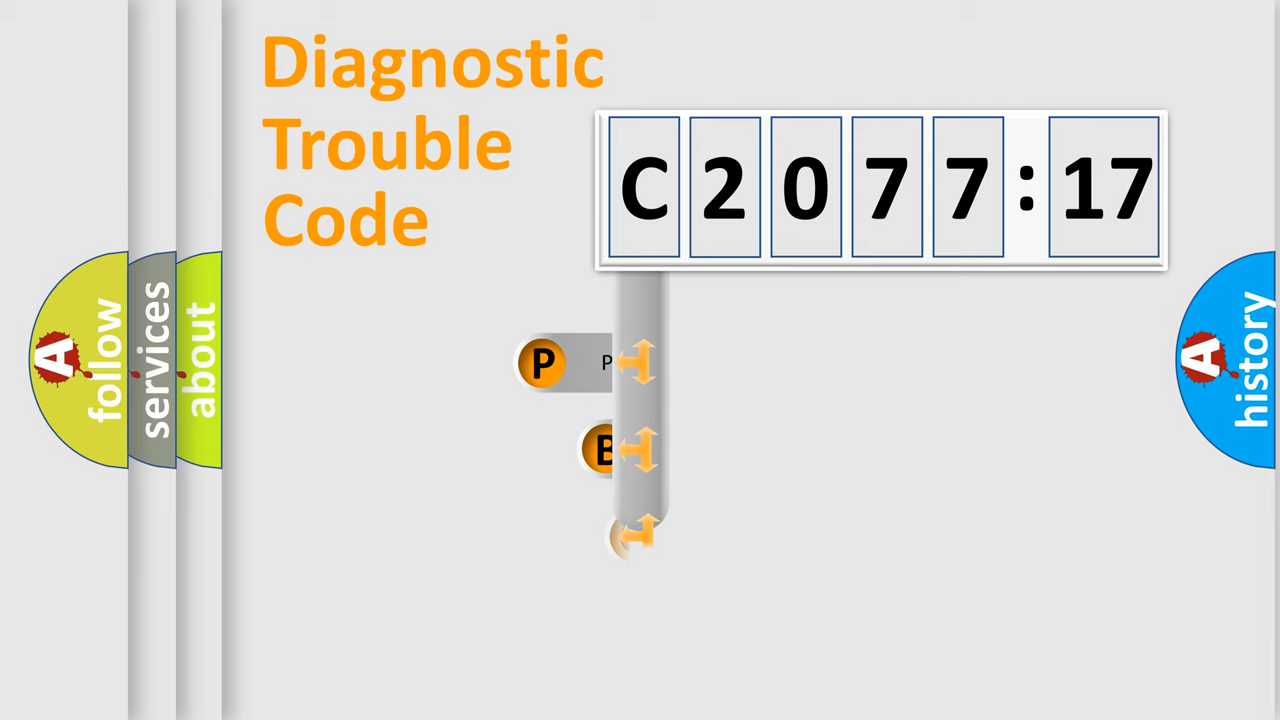 Diagnostic
Trouble
Code
C2077:17
P
P
B
A follow
services
about
A history